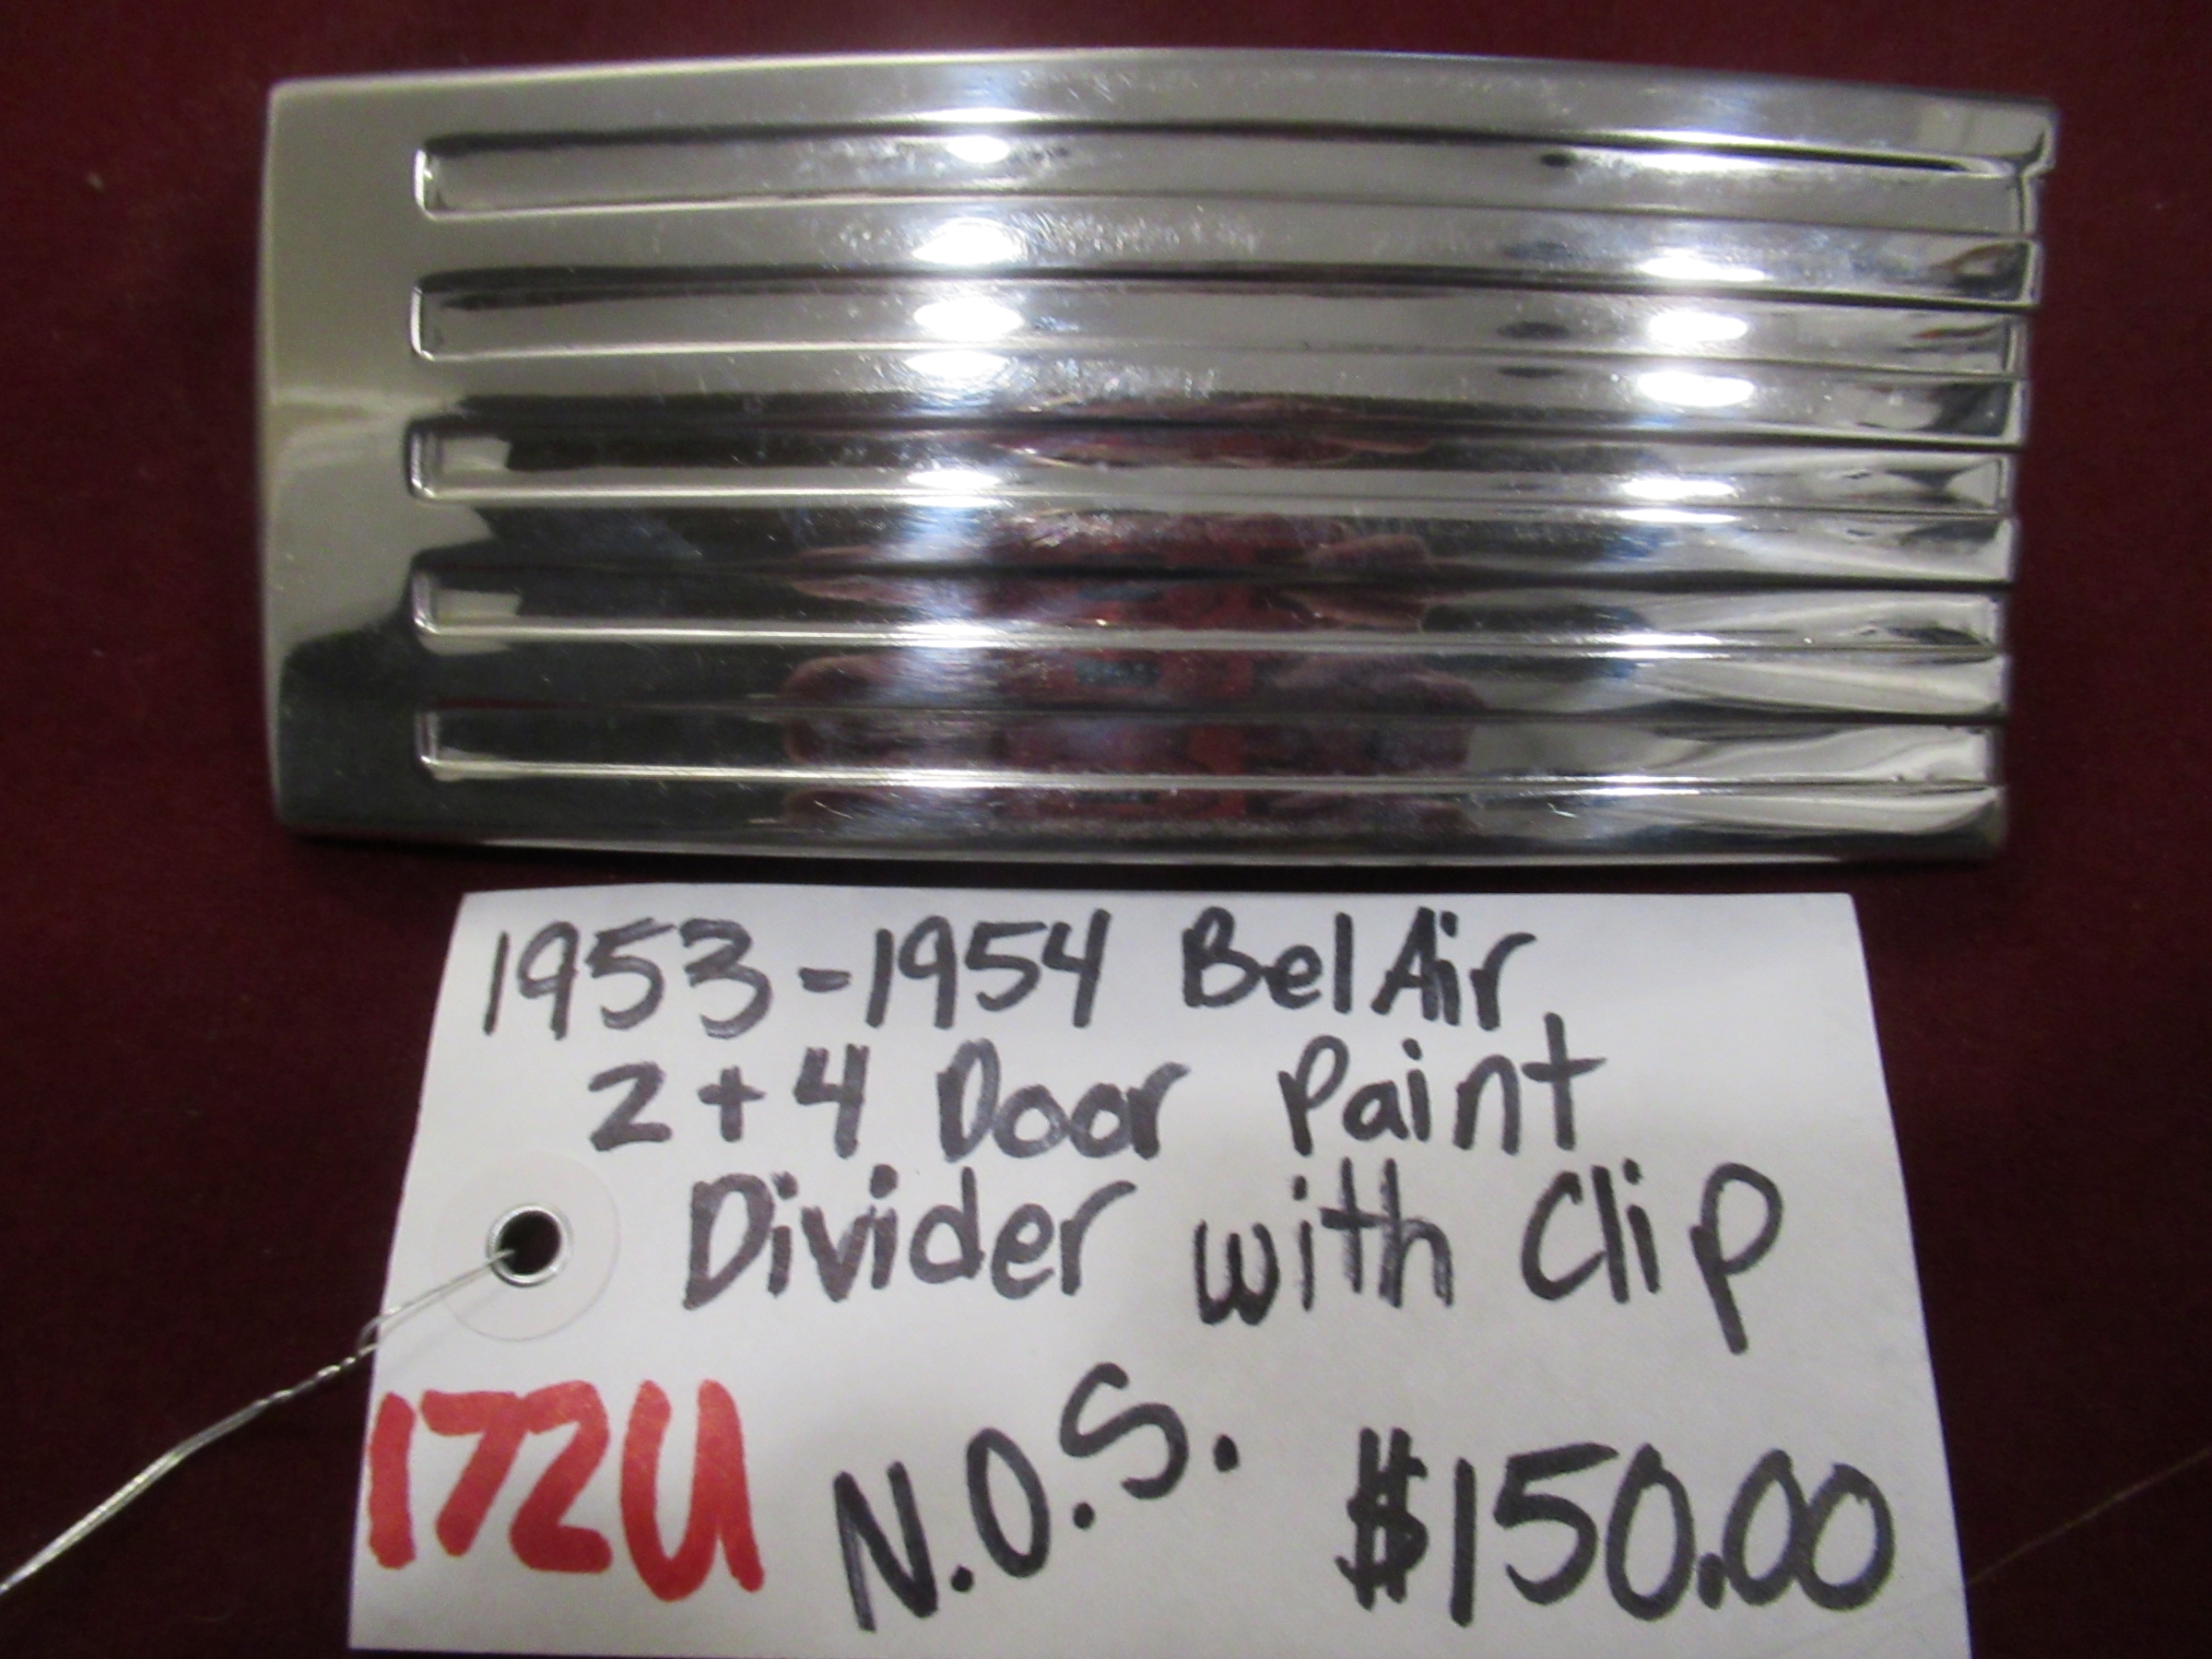 1953-1954 BelAir,
2+4 Door Paint
Divider with Clip
172U N.O.S. $150.00